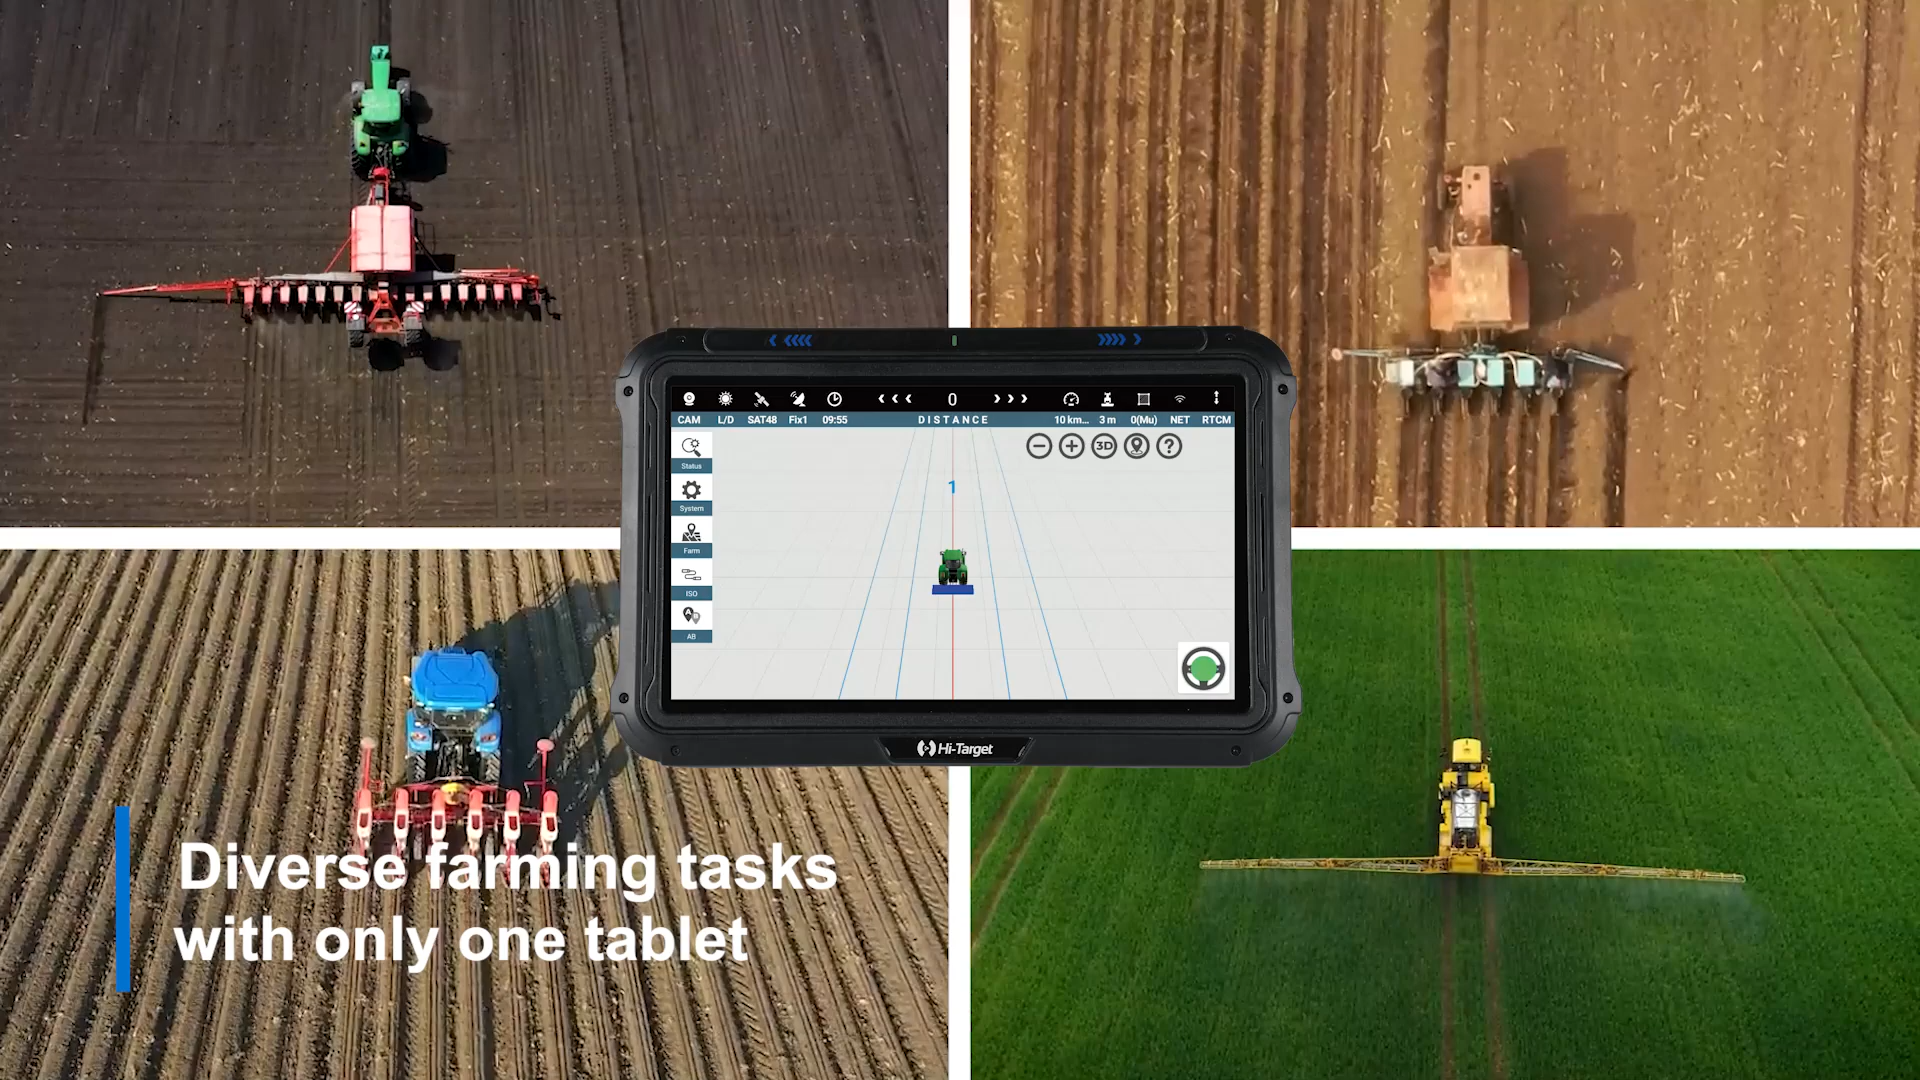 ‹ ‹ ‹ 0 › › ›
CAM L/D SAT48 Fix1 09:55 DISTANCE 10 km... 3 m 0(Mu) NET RTCM
3D ?
Status
1
System
Farm
ISO
A
AB
Hi-Target
Diverse farming tasks
with only one tablet